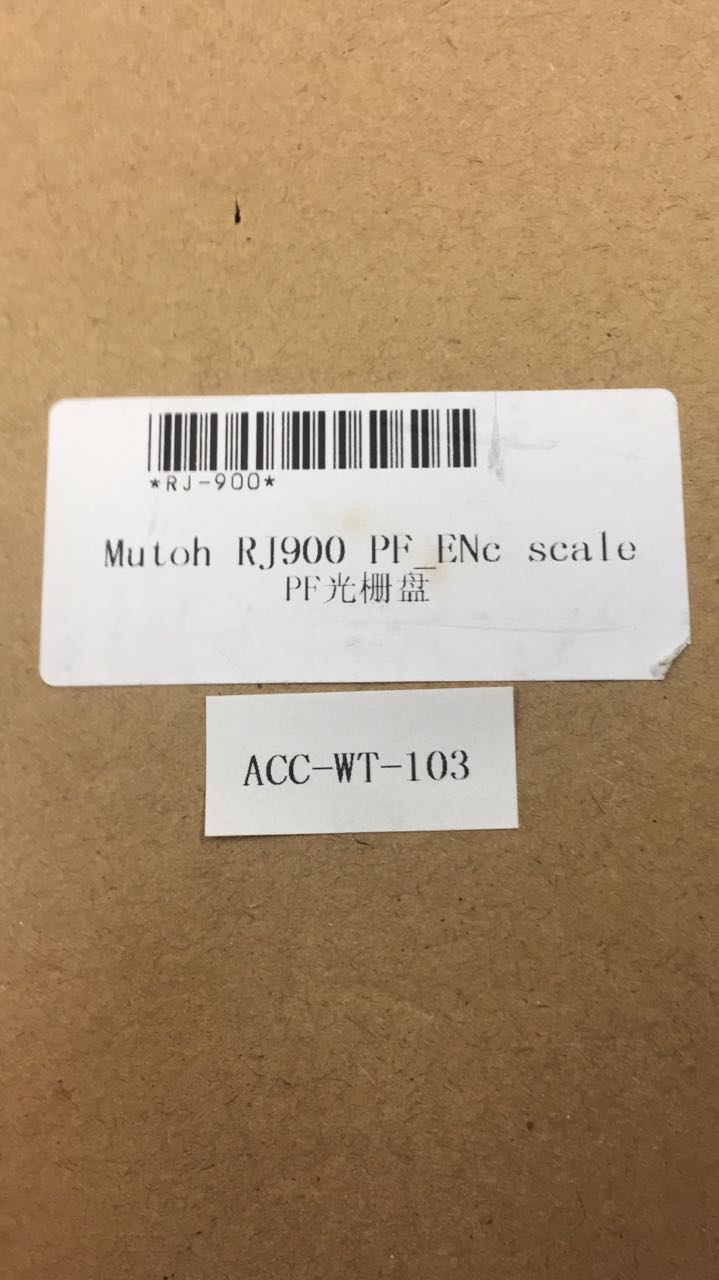 *RJ-900*
Mutoh RJ900 PF_ENc scale
PF光栅盘
ACC-WT-103